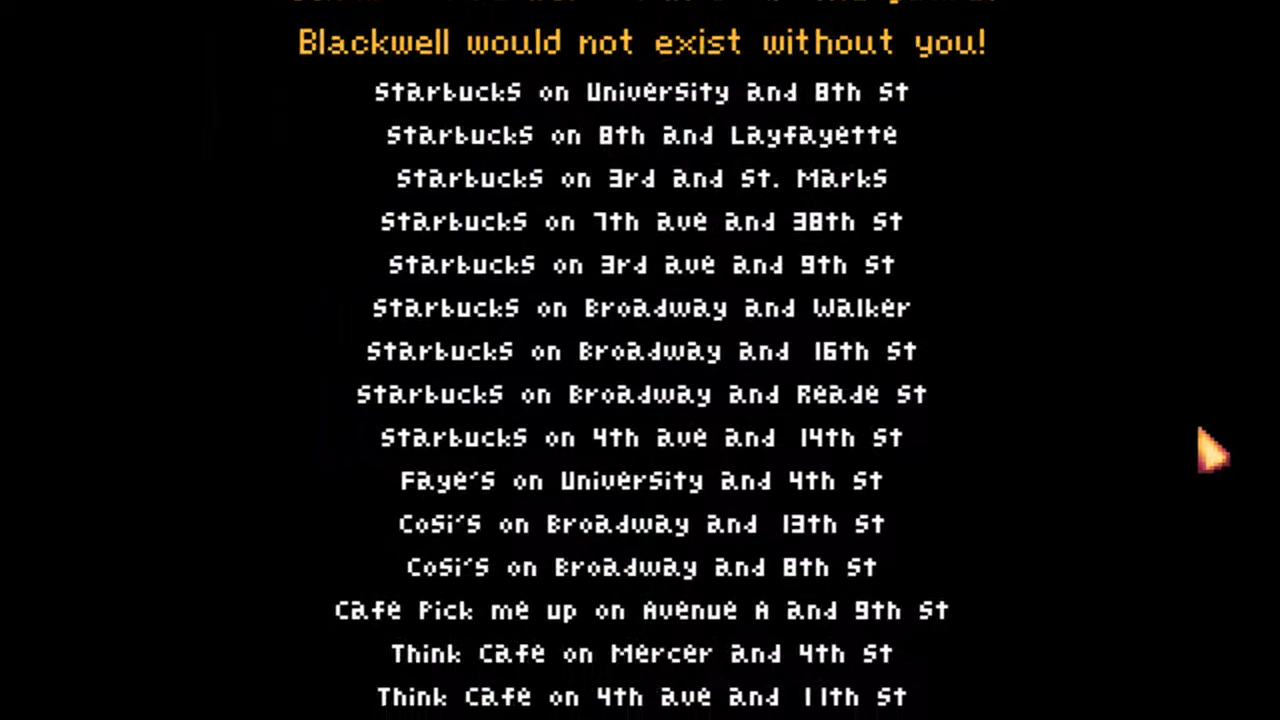 Blackwell would not exist without you!
Starbucks on University and 8th St
Starbucks on 8th and Layfayette
Starbucks on 3rd and St. Marks
Starbucks on 7th ave and 38th St
Starbucks on 3rd ave and 9th St
Starbucks on Broadway and Walker
Starbucks on Broadway and 16th St
Starbucks on Broadway and Reade St
Starbucks on 4th ave and 14th St
Faye's on University and 4th St
Cosi's on Broadway and 13th St
Cosi's on Broadway and 8th St
Cafe Pick me up on Avenue A and 9th St
Think Cafe on Mercer and 4th St
Think Cafe on 4th ave and 11th St